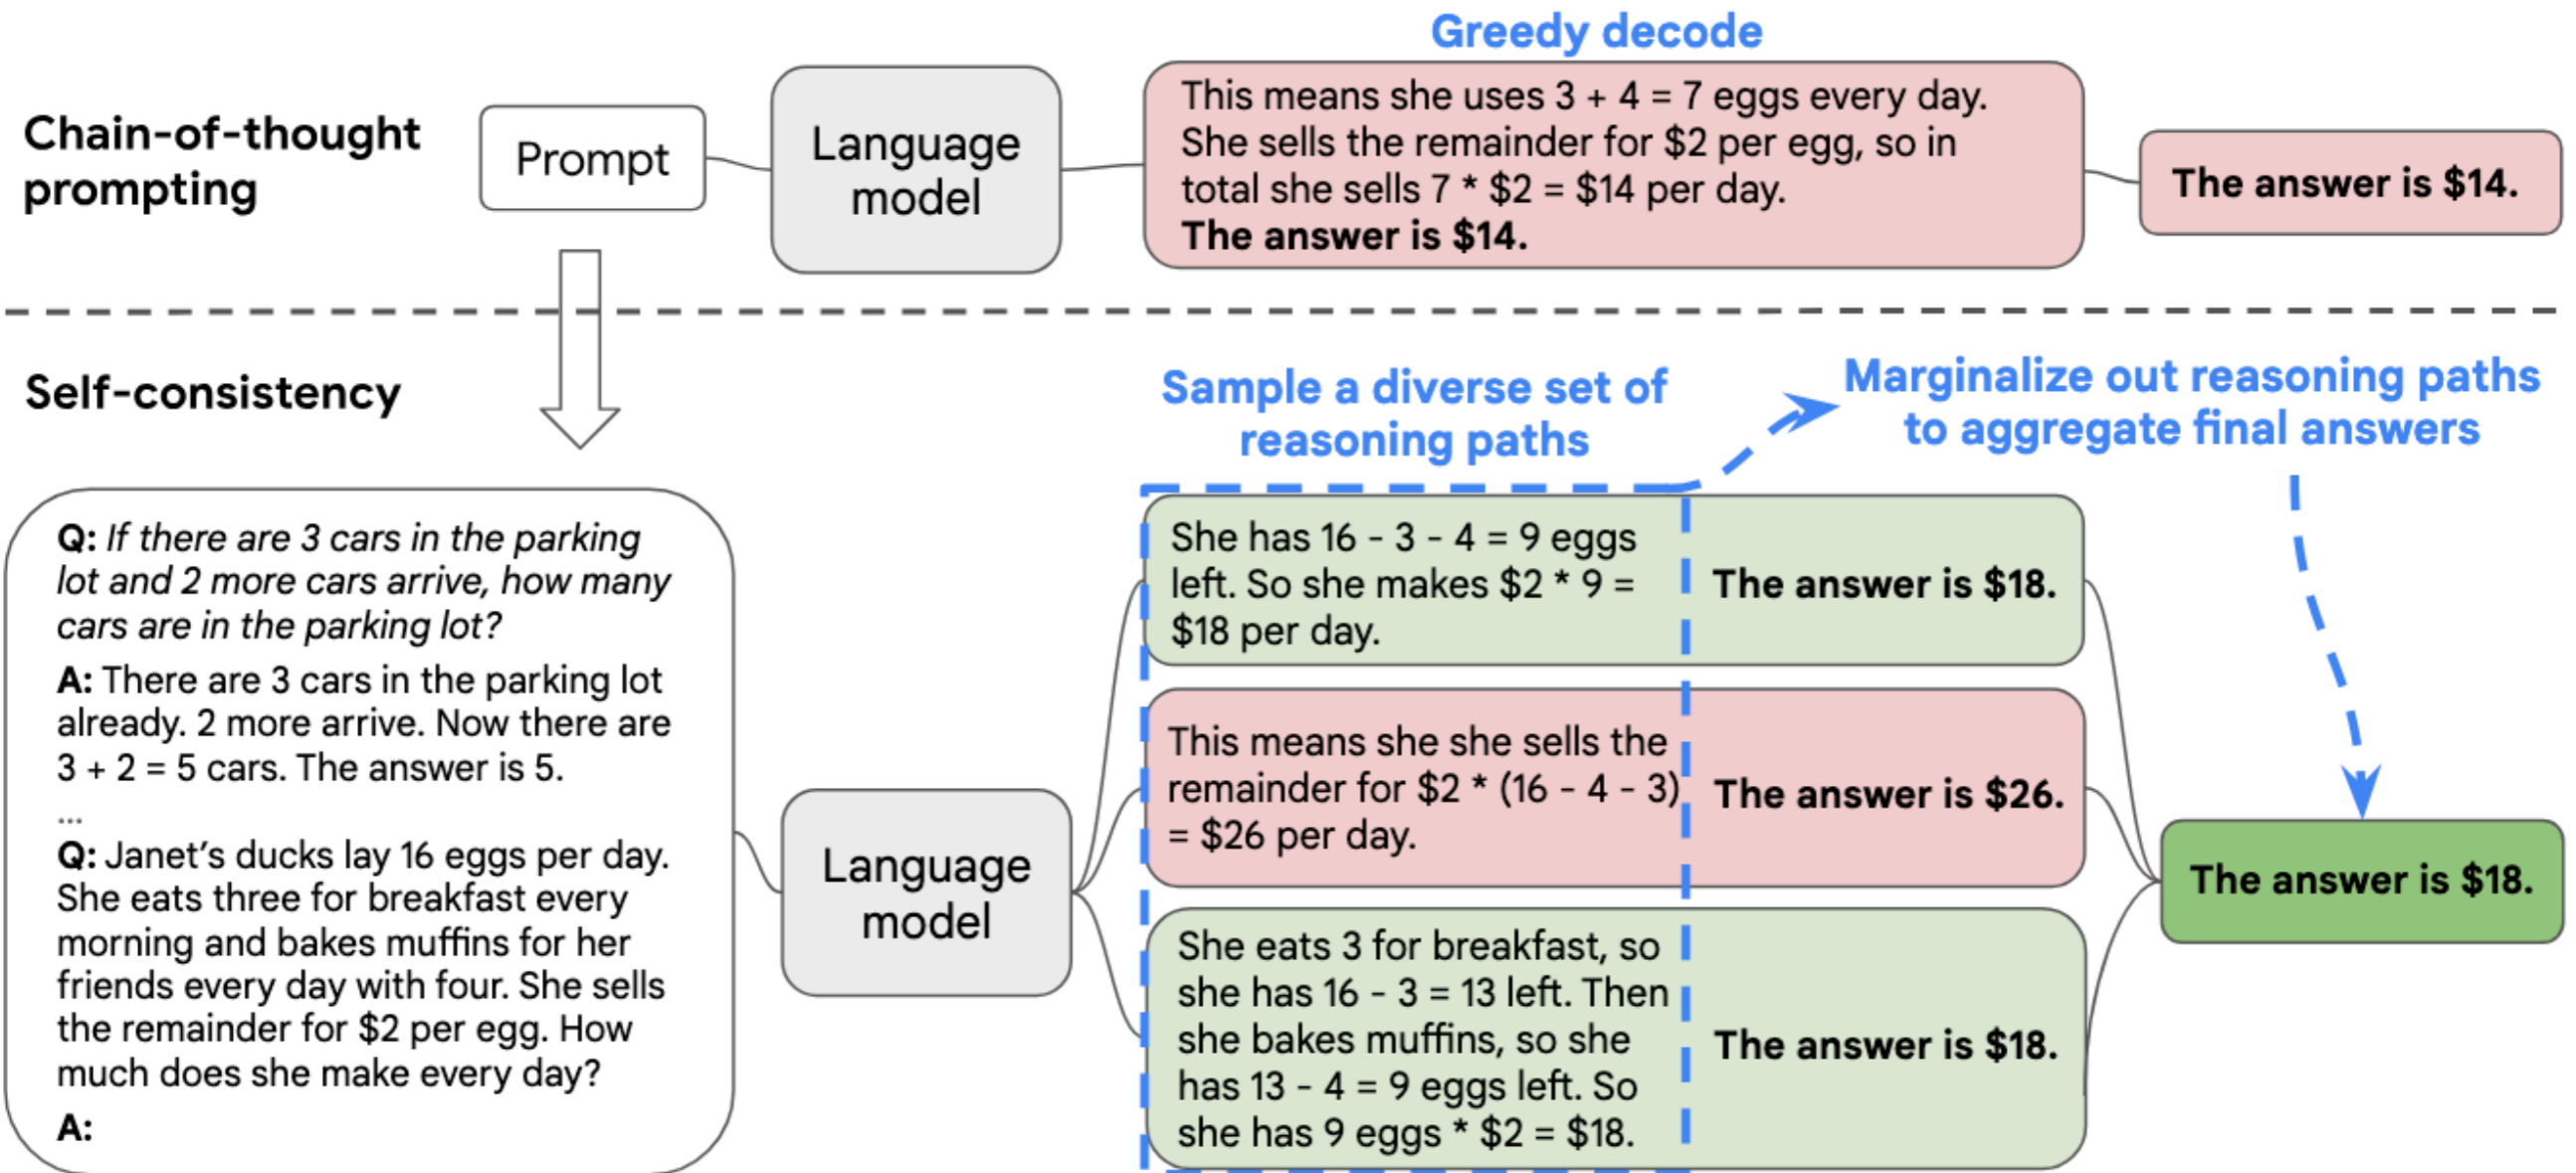 Greedy decode
Chain-of-thought
prompting
Prompt
Language
model
This means she uses 3 + 4 = 7 eggs every day.
She sells the remainder for $2 per egg, so in
total she sells 7 * $2 = $14 per day.
The answer is $14.
The answer is $14.
Self-consistency
Sample a diverse set of
reasoning paths
Marginalize out reasoning paths
to aggregate final answers
Q: If there are 3 cars in the parking
lot and 2 more cars arrive, how many
cars are in the parking lot?
A: There are 3 cars in the parking lot
already. 2 more arrive. Now there are
3 + 2 = 5 cars. The answer is 5.
...
Q: Janet's ducks lay 16 eggs per day.
She eats three for breakfast every
morning and bakes muffins for her
friends every day with four. She sells
the remainder for $2 per egg. How
much does she make every day?
A:
Language
model
She has 16 - 3 - 4 = 9 eggs
left. So she makes $2 * 9 =
$18 per day.
The answer is $18.
This means she she sells the
remainder for $2 * (16 - 4 - 3)
= $26 per day.
The answer is $26.
She eats 3 for breakfast, so
she has 16 - 3 = 13 left. Then
she bakes muffins, so she
has 13 - 4 = 9 eggs left. So
she has 9 eggs * $2 = $18.
The answer is $18.
The answer is $18.